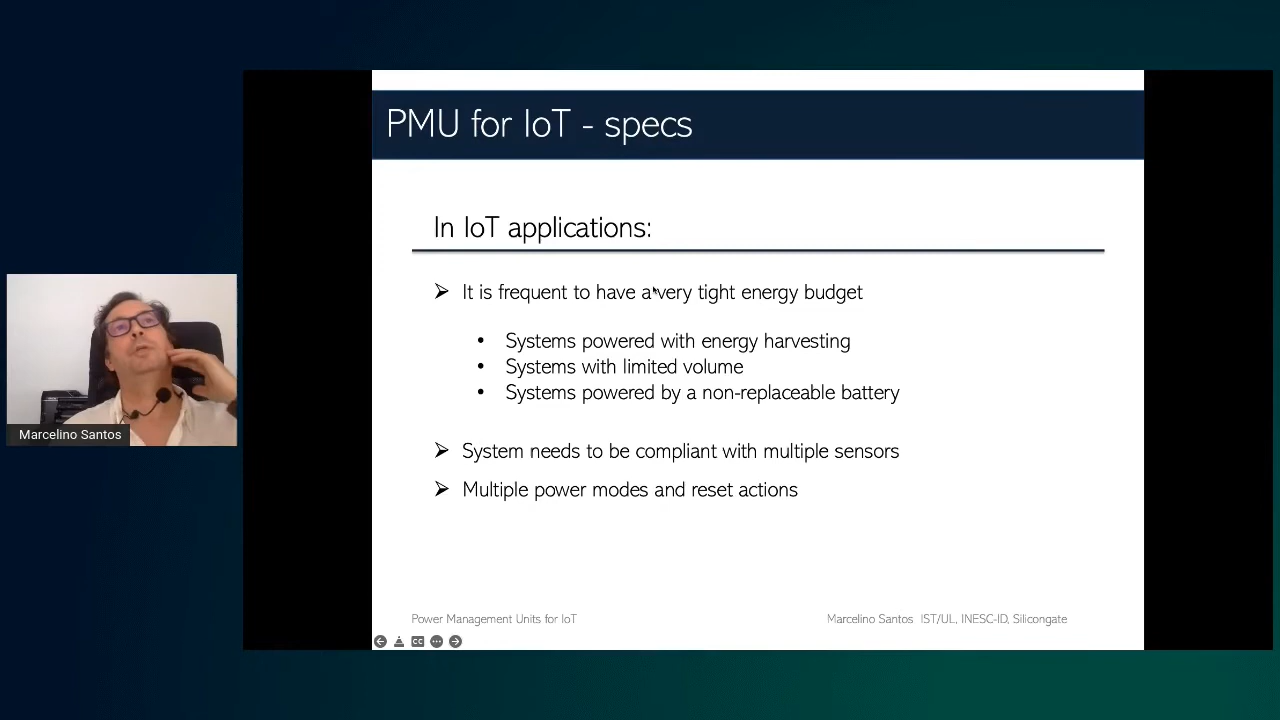 PMU for IoT - specs
In IoT applications:
It is frequent to have a very tight energy budget
Systems powered with energy harvesting
Systems with limited volume
Systems powered by a non-replaceable battery
System needs to be compliant with multiple sensors
Multiple power modes and reset actions
Marcelino Santos
Power Management Units for IoT
Marcelino Santos IST/UL, INESC-ID, Silicongate
CC